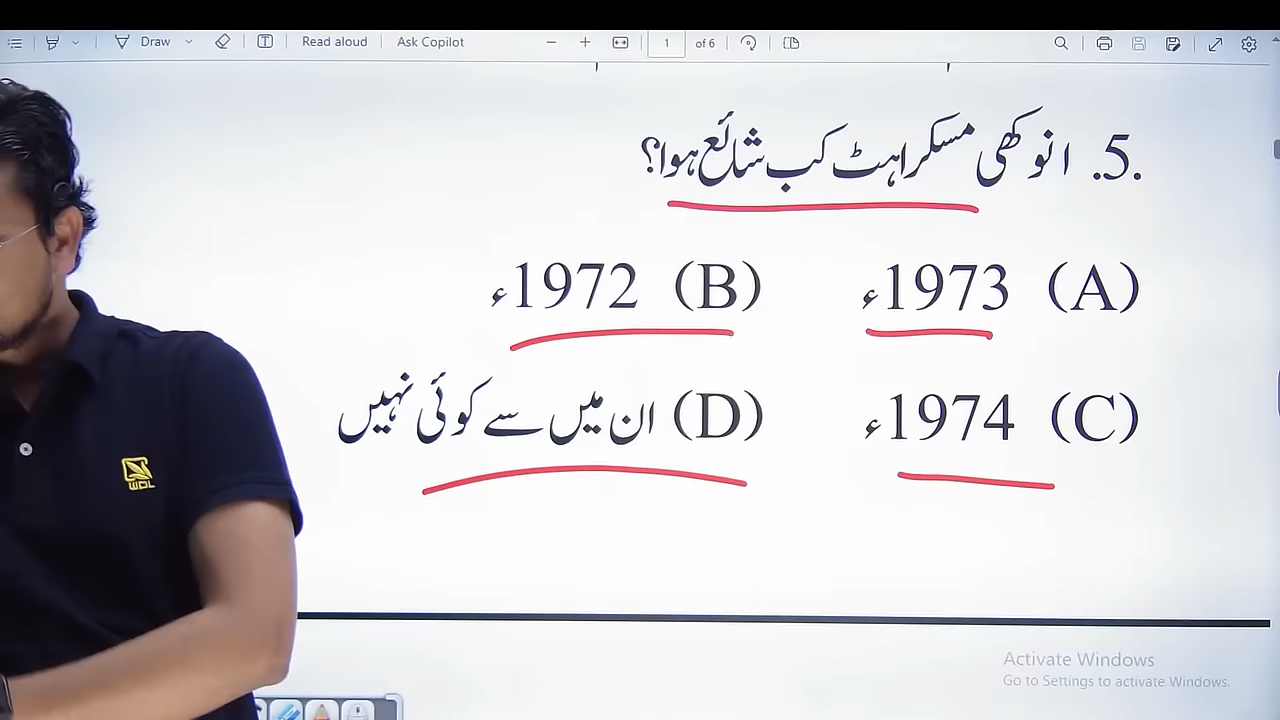 Draw Read aloud Ask Copilot 1 of 6
.5. انوکھی مسکراہٹ کب شائع ہوا؟
(A) 1973ء (B) 1972ء
(C) 1974ء (D) ان میں سے کوئی نہیں
WDL
Activate Windows
Go to Settings to activate Windows.